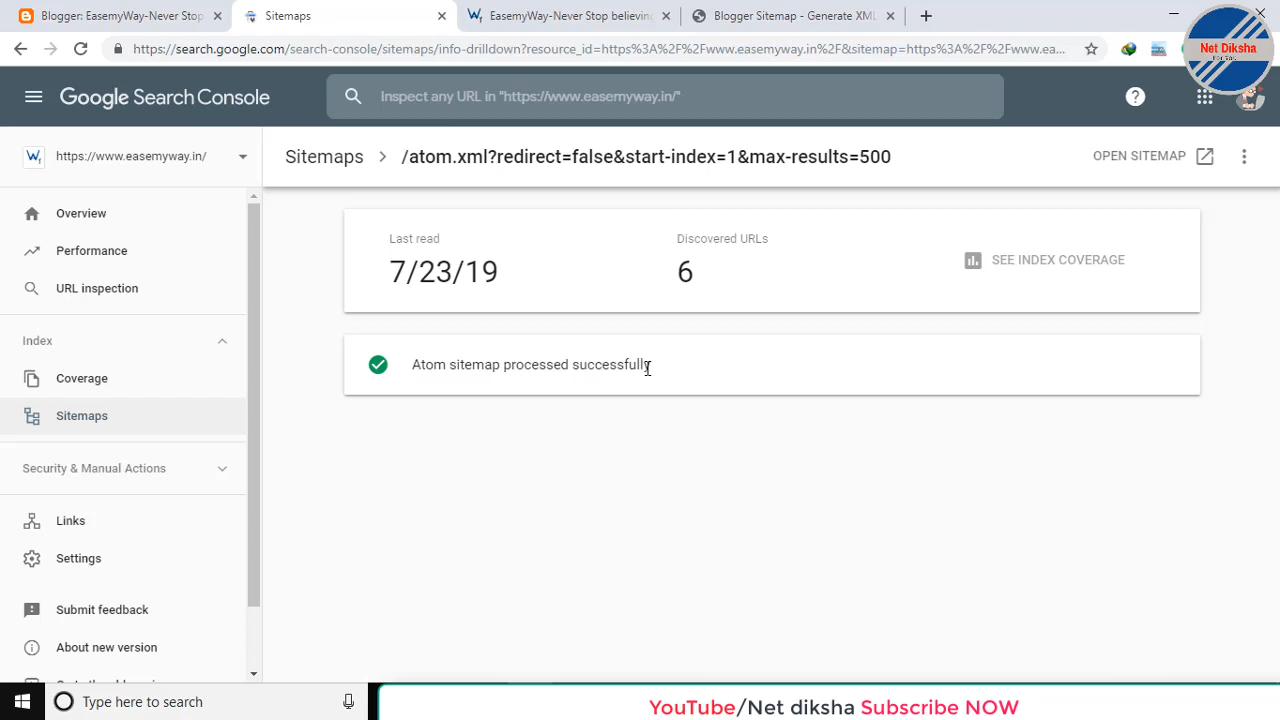 Blogger: EasemyWay-Never Stop
Sitemaps
EasemyWay-Never Stop believing
Blogger Sitemap - Generate XML
https://search.google.com/search-console/sitemaps/info-drilldown?resource_id=https%3A%2F%2Fwww.easemyway.in%2F&sitemap=https%3A%2F%2Fwww.ea...
Net Diksha
Google Search Console
Inspect any URL in "https://www.easemyway.in/"
https://www.easemyway.in/
Sitemaps > /atom.xml?redirect=false&start-index=1&max-results=500
OPEN SITEMAP
Overview
Performance
URL inspection
Index
Coverage
Sitemaps
Security & Manual Actions
Links
Settings
Submit feedback
About new version
Last read
7/23/19
Discovered URLs
6
SEE INDEX COVERAGE
Atom sitemap processed successfully
Type here to search
YouTube/Net diksha Subscribe NOW